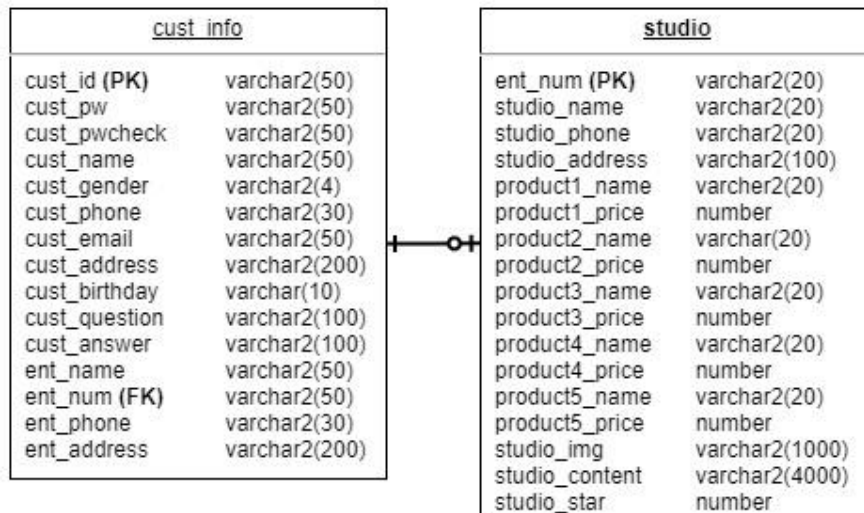 cust_info
cust_id (PK) varchar2(50)
cust_pw varchar2(50)
cust_pwcheck varchar2(50)
cust_name varchar2(50)
cust_gender varchar2(4)
cust_phone varchar2(30)
cust_email varchar2(50)
cust_address varchar2(200)
cust_birthday varchar(10)
cust_question varchar2(100)
cust_answer varchar2(100)
ent_name varchar2(50)
ent_num (FK) varchar2(50)
ent_phone varchar2(30)
ent_address varchar2(200)
studio
ent_num (PK) varchar2(20)
studio_name varchar2(20)
studio_phone varchar2(20)
studio_address varchar2(100)
product1_name varcher2(20)
product1_price number
product2_name varchar(20)
product2_price number
product3_name varchar2(20)
product3_price number
product4_name varchar2(20)
product4_price number
product5_name varchar2(20)
product5_price number
studio_img varchar2(1000)
studio_content varchar2(4000)
studio_star number